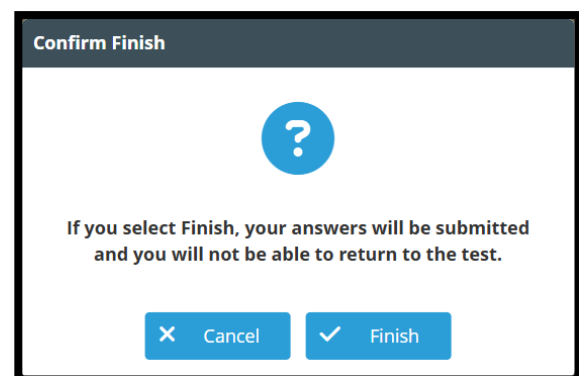 Confirm Finish
?
If you select Finish, your answers will be submitted
and you will not be able to return to the test.
Cancel
Finish